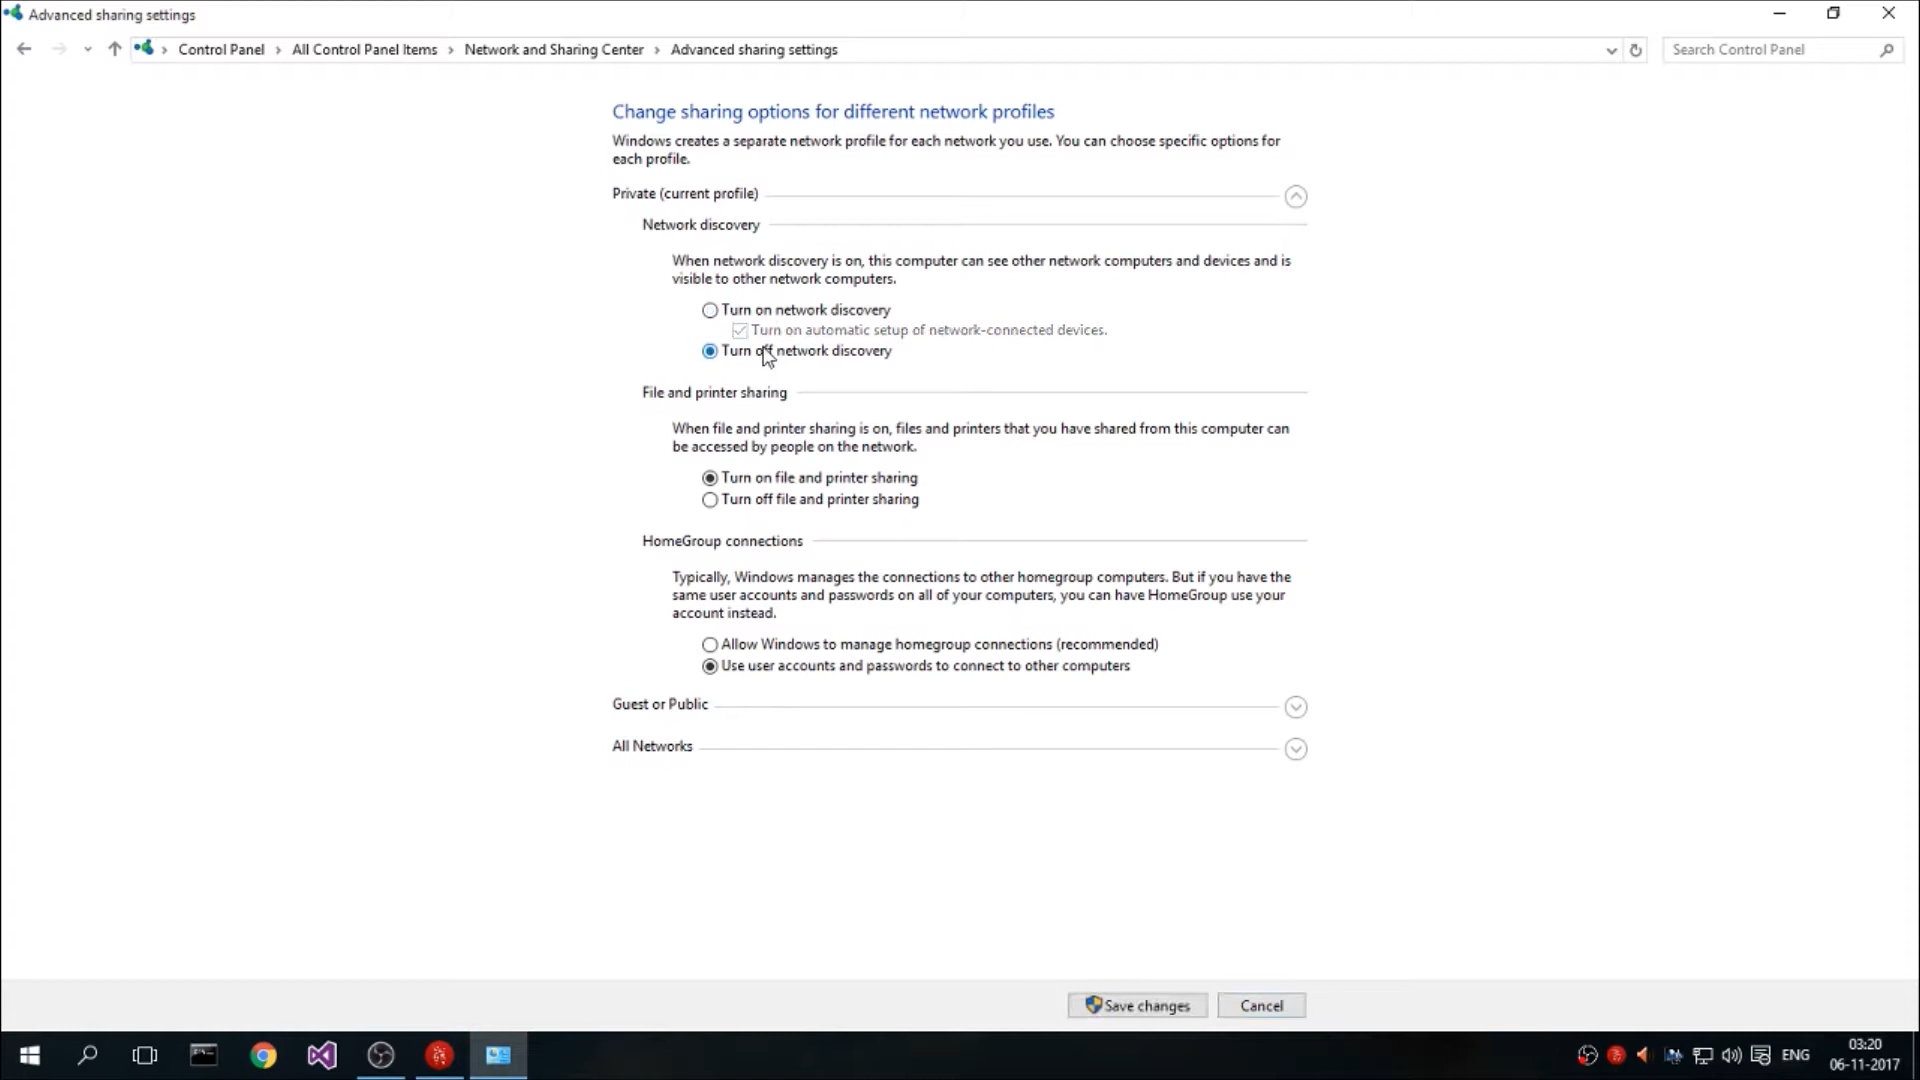 Advanced sharing settings
Control Panel > All Control Panel Items > Network and Sharing Center > Advanced sharing settings
Search Control Panel
Change sharing options for different network profiles
Windows creates a separate network profile for each network you use. You can choose specific options for
each profile.
Private (current profile)
Network discovery
When network discovery is on, this computer can see other network computers and devices and is
visible to other network computers.
Turn on network discovery
Turn on automatic setup of network-connected devices.
Turn off network discovery
File and printer sharing
When file and printer sharing is on, files and printers that you have shared from this computer can
be accessed by people on the network.
Turn on file and printer sharing
Turn off file and printer sharing
HomeGroup connections
Typically, Windows manages the connections to other homegroup computers. But if you have the
same user accounts and passwords on all of your computers, you can have HomeGroup use your
account instead.
Allow Windows to manage homegroup connections (recommended)
Use user accounts and passwords to connect to other computers
Guest or Public
All Networks
Save changes
Cancel
ENG
03:20
06-11-2017